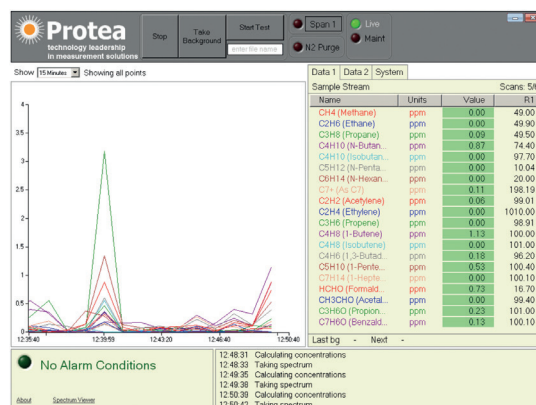 Protea
technology leadership
in measurement solutions
Stop
Take
Background
Start Test
enter file name
Span 1
N2 Purge
Live
Maint
Show 15 Minutes Showing all points
4
3.5
3
2.5
2
1.5
1
0.5
0
12:39:59 12:43:20 12:46:40 12:50:40
Data 1 Data 2 System
Sample Stream Scans: 5/
Name Units Value R1
CH4 (Methane) ppm 0.00 49.00
C2H6 (Ethane) ppm 0.00 49.90
C3H8 (Propane) ppm 0.09 49.50
C4H10 (N-Butan... ppm 0.87 74.40
C4H10 (Isobutan... ppm 0.00 97.70
C5H12 (N-Penta... ppm 0.00 10.04
C6H14 (N-Hexan... ppm 0.00 20.00
C7+ (As C7) ppm 0.11 198.19
C2H2 (Acetylene) ppm 0.06 99.01
C2H4 (Ethylene) ppm 0.00 1010.00
C3H6 (Propene) ppm 0.00 98.91
C4H8 (1-Butene) ppm 1.13 100.00
C4H8 (Isobutene) ppm 0.00 101.00
C4H6 (1,3-Butad... ppm 0.18 96.20
C5H10 (1-Pente... ppm 0.53 100.40
C7H14 (1-Hepte... ppm 0.00 100.10
HCHO (Formald... ppm 0.73 16.70
CH3CHO (Acetal... ppm 0.00 99.40
C3H6O (Propion... ppm 0.23 101.00
C7H6O (Benzald... ppm 0.13 100.10
Last bg - Next -
No Alarm Conditions
About Spectrum Viewer
12:48:31 Calculating concentrations
12:48:33 Taking spectrum
12:49:35 Calculating concentrations
12:49:38 Taking spectrum
12:50:39 Calculating concentrations
12:50:42 Taking spectrum